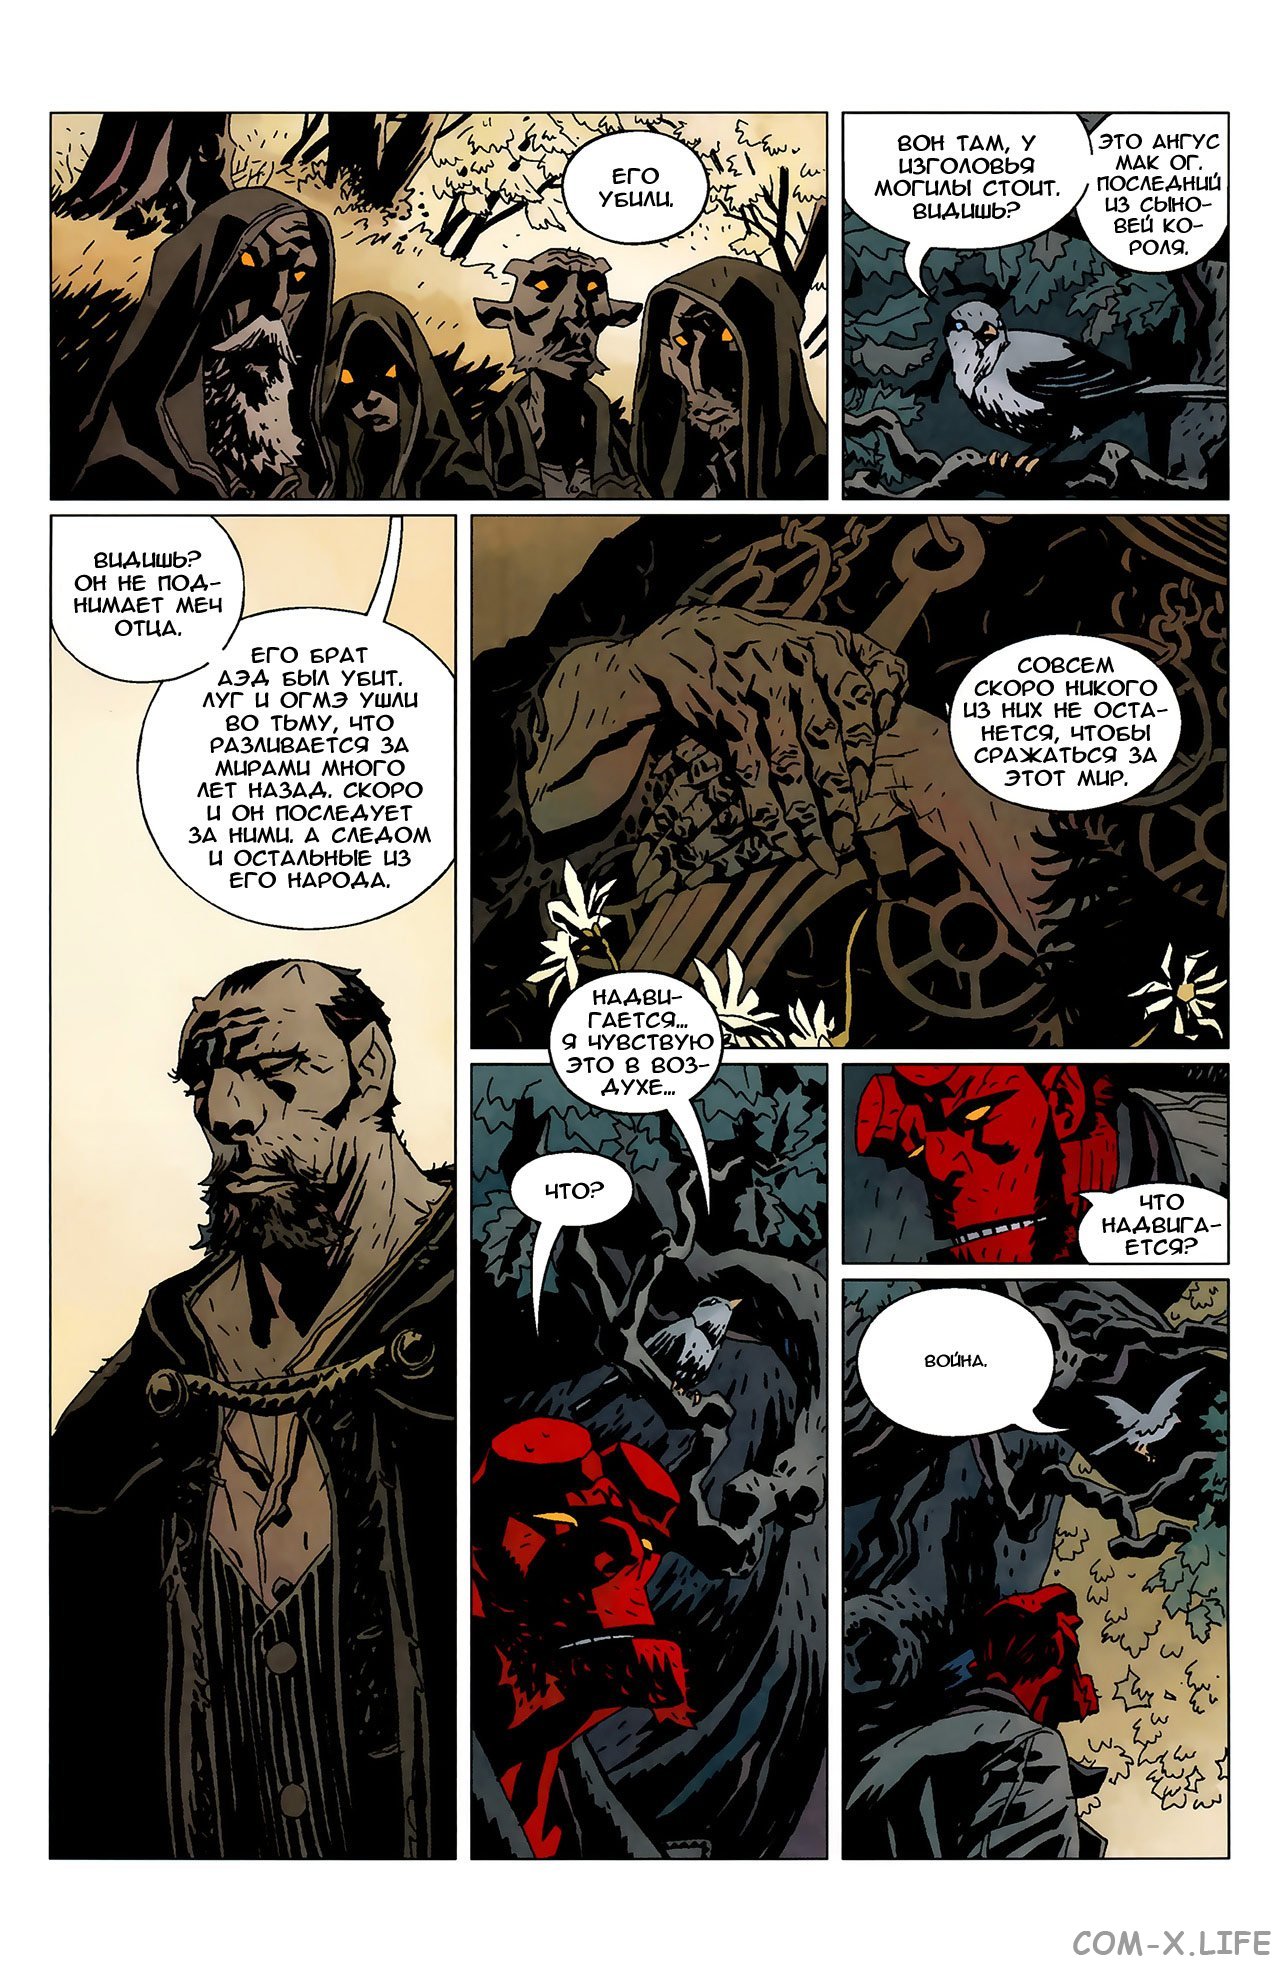 ЕГО
УБИЛИ.
ВОН ТАМ, У
ИЗГОЛОВЬЯ
МОГИЛЫ СТОИТ.
ВИДИШЬ?
ЭТО АНГУС
МАК ОГ.
ПОСЛЕДНИЙ
ИЗ СЫНО-
ВЕЙ КО-
РОЛЯ.
ВИДИШЬ?
ОН НЕ ПОД-
НИМАЕТ МЕЧ
ОТЦА.
ЕГО БРАТ
АЭД БЫЛ УБИТ.
ЛУГ И ОГМЭ УШЛИ
ВО ТЬМУ, ЧТО
РАЗЛИВАЕТСЯ ЗА
МИРАМИ МНОГО
ЛЕТ НАЗАД. СКОРО
И ОН ПОСЛЕДУЕТ
ЗА НИМИ. А СЛЕДОМ
И ОСТАЛЬНЫЕ ИЗ
ЕГО НАРОДА.
СОВСЕМ
СКОРО НИКОГО
ИЗ НИХ НЕ ОСТА-
НЕТСЯ, ЧТОБЫ
СРАЖАТЬСЯ ЗА
ЭТОТ МИР.
НАДВИ-
ГАЕТСЯ...
Я ЧУВСТВУЮ
ЭТО В ВОЗ-
ДУХЕ...
ЧТО?
ЧТО
НАДВИГА-
ЕТСЯ?
ВОЙНА.
COM-X.LIFE